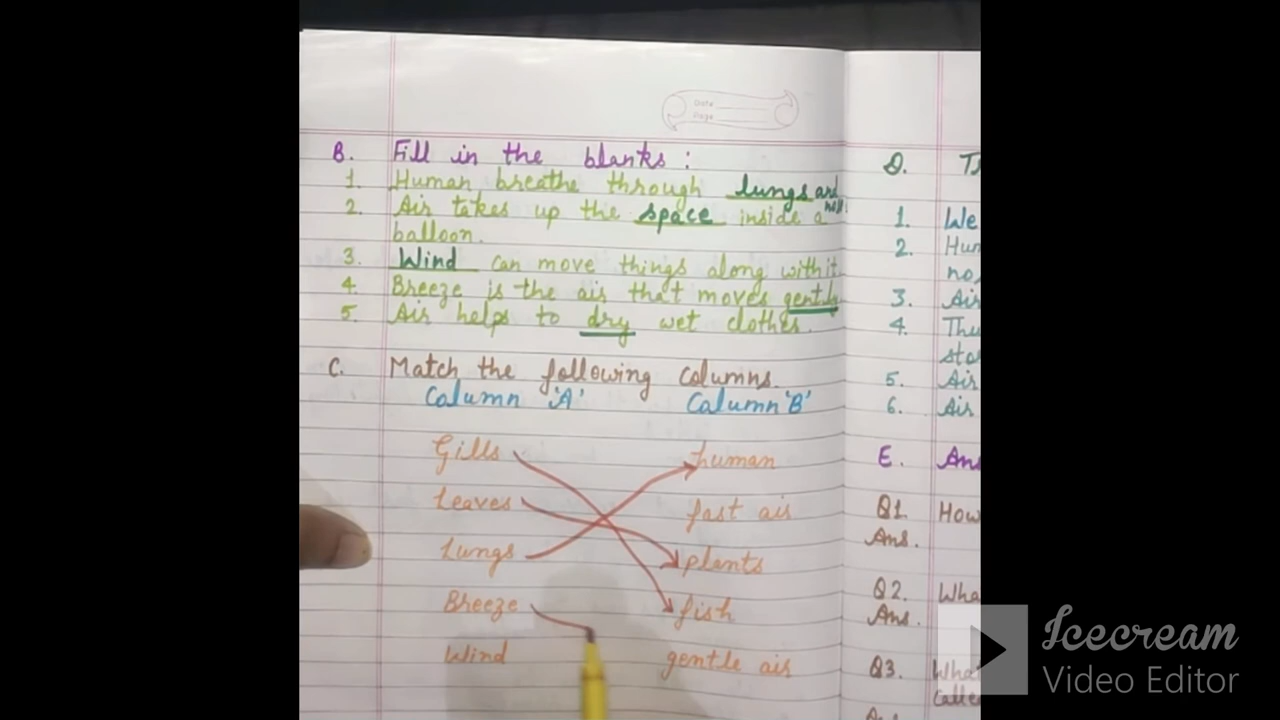 Date
Page
B. Fill in the blanks :
1. Human breathe through lungs and
2. Air takes up the space inside a
balloon.
3. Wind can move things along with it.
4. Breeze is the air that moves gently
5. Air helps to dry wet clothes.
C. Match the following columns.
Column 'A' Column 'B'
Gills human
Leaves fast air
Lungs plants
Breeze fish
Wind gentle air
D.
1. We
2.
3. Air
4.
5. Air
6. Air
E.
Q1 How
Ans.
Q2.
Ans.
Q3.
Icecream
Video Editor